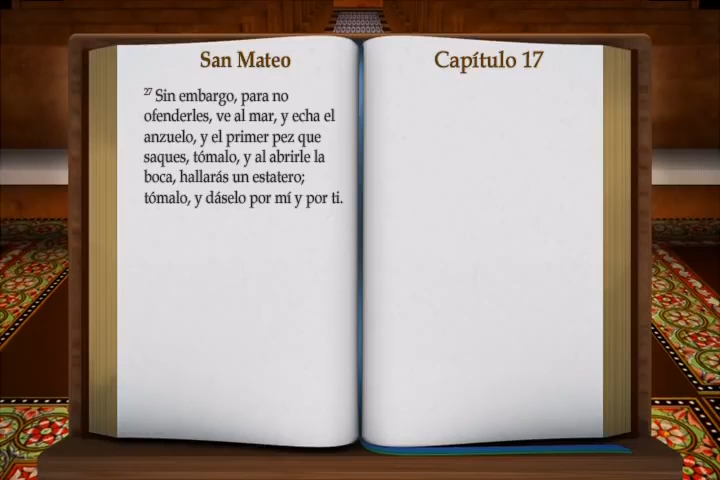 San Mateo
Capítulo 17
27 Sin embargo, para no
ofenderles, ve al mar, y echa el
anzuelo, y el primer pez que
saques, tómalo, y al abrirle la
boca, hallarás un estatero;
tómalo, y dáselo por mí y por ti.